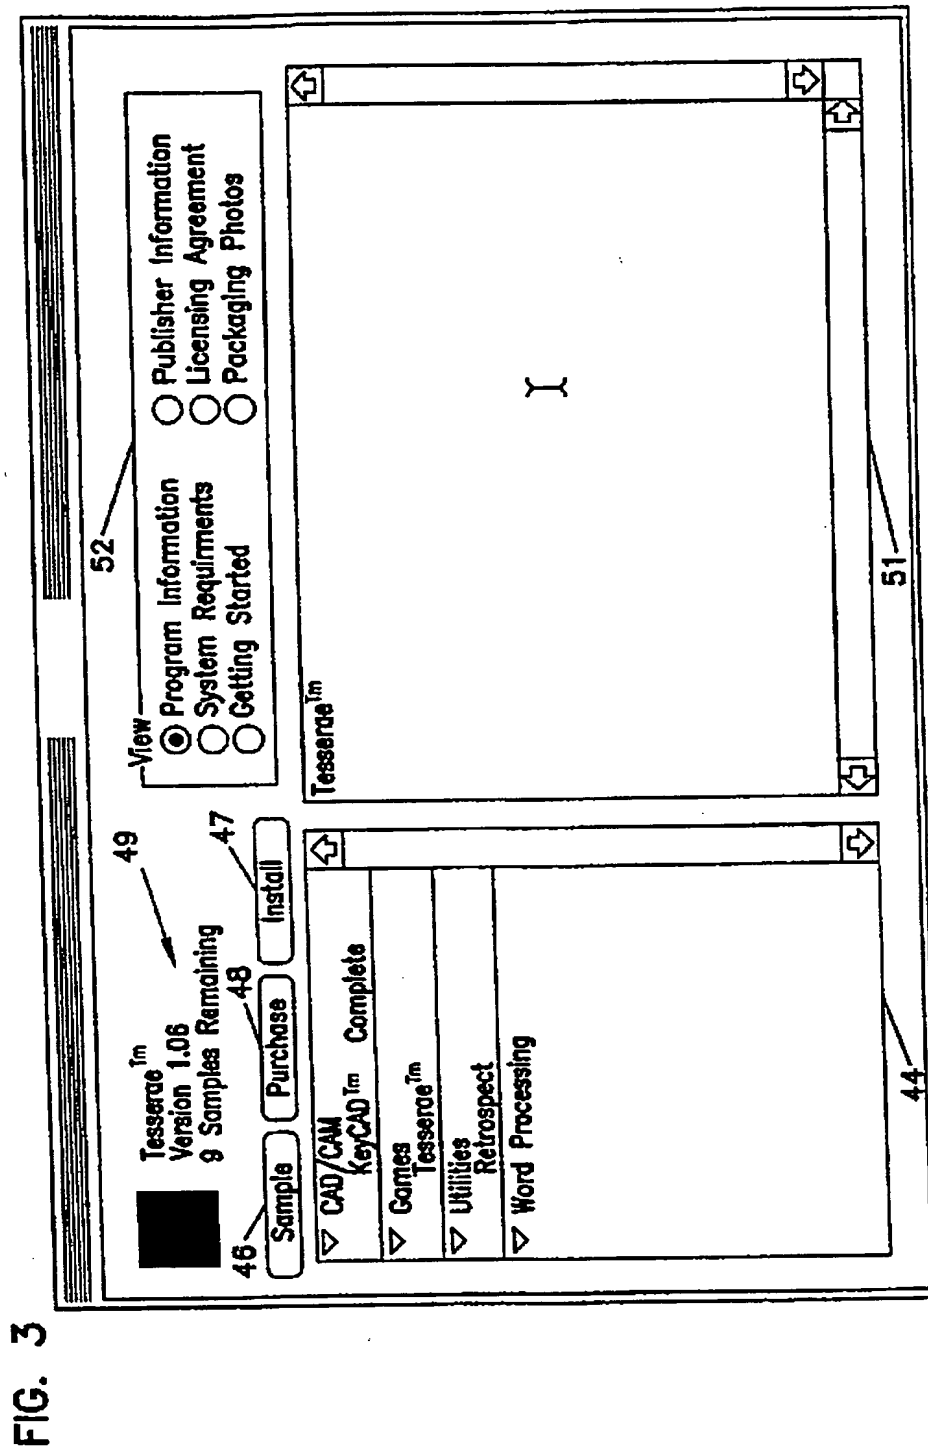 FIG. 3
49
52
Tesserae™
Version 1.06
9 Samples Remaining
View
Program Information
System Requirments
Getting Started
Publisher Information
Licensing Agreement
Packaging Photos
46
48
47
Sample
Purchase
Install
CAD/CAM
KeyCAD™ Complete
Games
Tesserae™
Utilities
Retrospect
Word Processing
Tesserae™
44
51